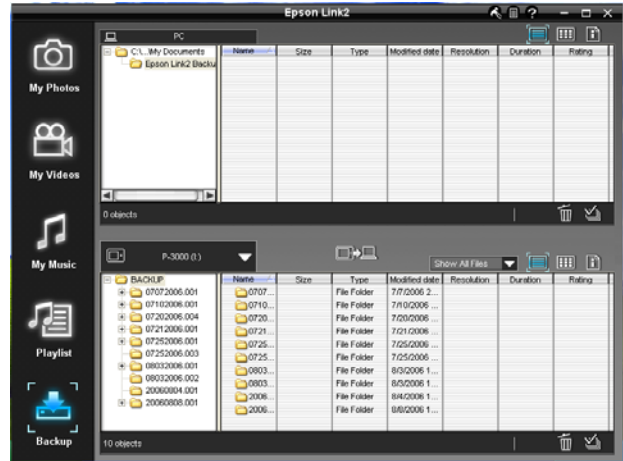 Epson Link2
?
My Photos
My Videos
My Music
Playlist
Backup
PC
C:\...\My Documents
Epson Link2 Backu
Name Size Type Modified date Resolution Duration Rating
0 objects
P-3000 (I:)
Show All Files
BACKUP
07072006.001
07102006.001
07202006.004
07212006.001
07252006.001
07252006.003
08032006.001
08032006.002
20060804.001
20060808.001
Name Size Type Modified date Resolution Duration Rating
0707... File Folder 7/7/2006 2...
0710... File Folder 7/10/2006 ...
0720... File Folder 7/20/2006 ...
0721... File Folder 7/21/2006 ...
0725... File Folder 7/25/2006 ...
0725... File Folder 7/25/2006 ...
0803... File Folder 8/3/2006 1...
0803... File Folder 8/3/2006 1...
2006... File Folder 8/4/2006 1...
2006... File Folder 8/8/2006 1...
10 objects